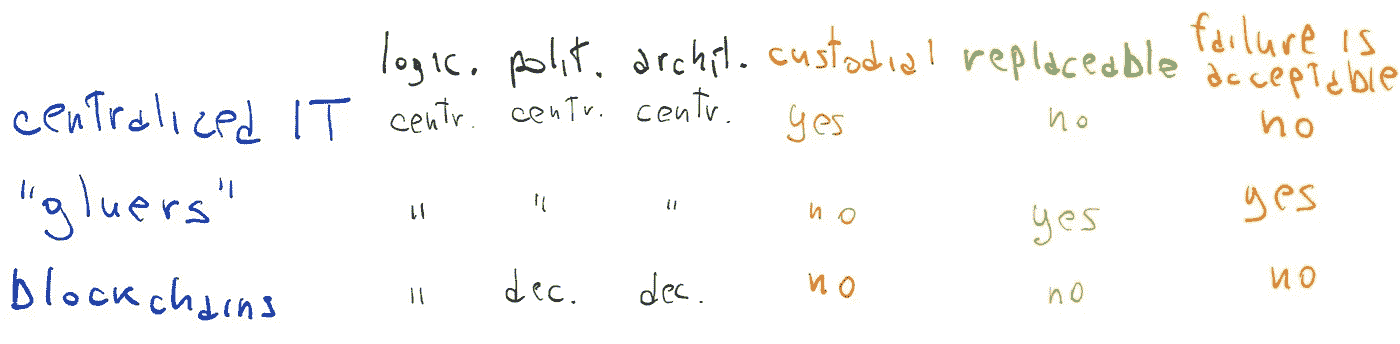 logic. polit. archit. custodial replaceable failure is acceptable
centralized IT centr. centr. centr. yes no no
"gluers" " " " no yes yes
blockchains " dec. dec. no no no